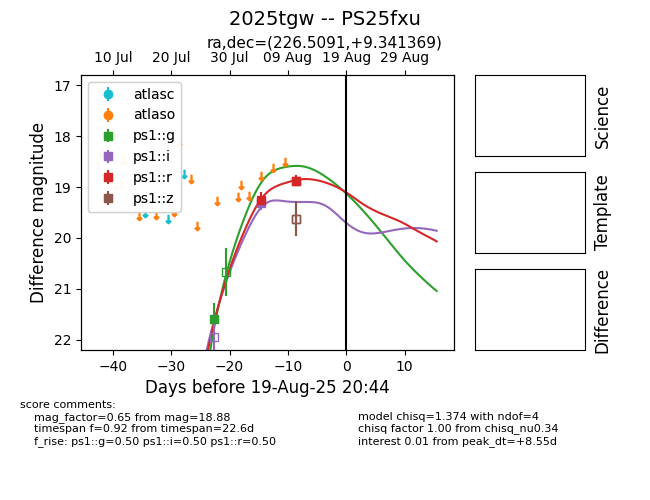 2025tgw -- PS25fxu
ra,dec=(226.5091,+9.341369)
10 Jul 20 Jul 30 Jul 09 Aug 19 Aug 29 Aug
17
18
19
20
21
22
Difference magnitude
atlasc
atlaso
ps1::g
ps1::i
ps1::r
ps1::z
−40 −30 −20 −10 0 10
Days before 19-Aug-25 20:44
Science
Template
Difference
score comments:
mag_factor=0.65 from mag=18.88
timespan f=0.92 from timespan=22.6d
f_rise: ps1::g=0.50 ps1::i=0.50 ps1::r=0.50
model chisq=1.374 with ndof=4
chisq factor 1.00 from chisq_nu0.34
interest 0.01 from peak_dt=+8.55d